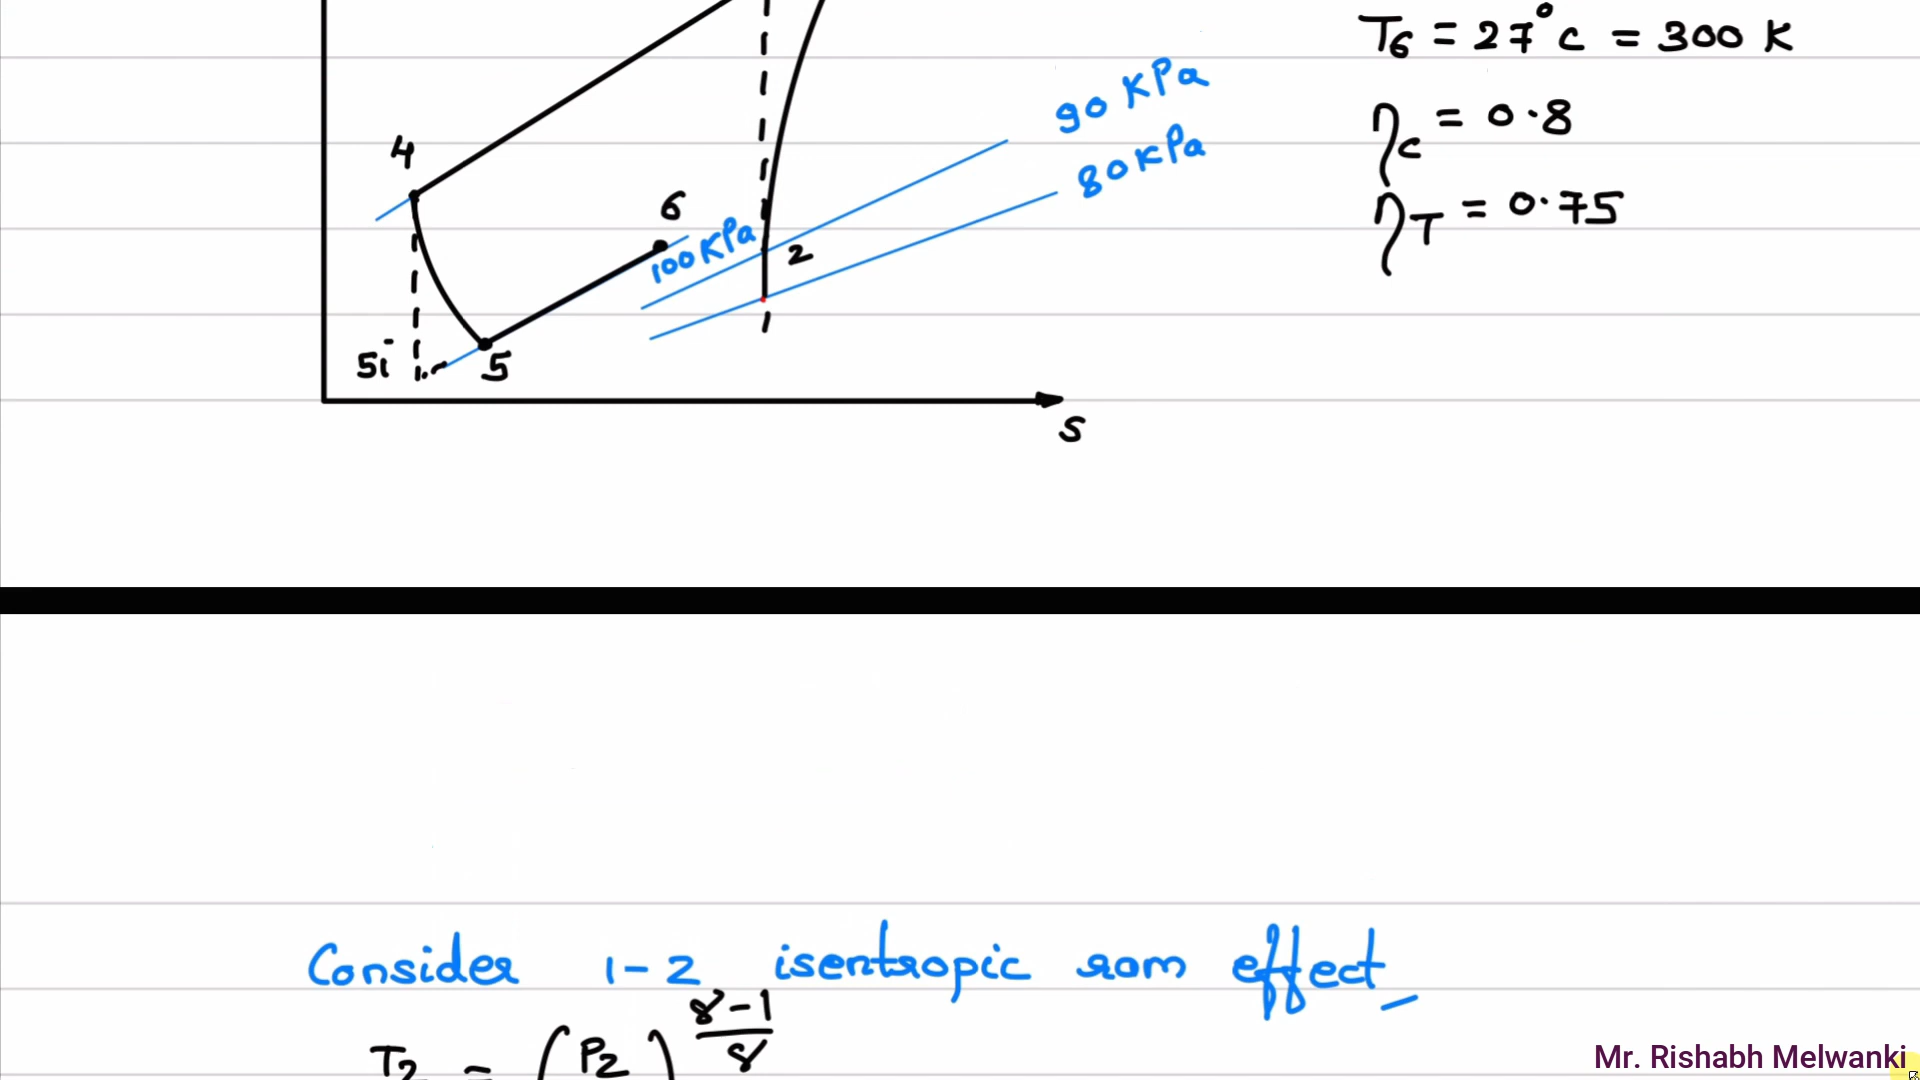 T6 = 27°C = 300 K
90 KPa
ηc = 0.8
4
80 KPa
6
ηT = 0.75
100 KPa
2
5i
5
S
Consider 1-2 isentropic ram effect
T2 = (P2)^(γ-1)/γ
Mr. Rishabh Melwanki